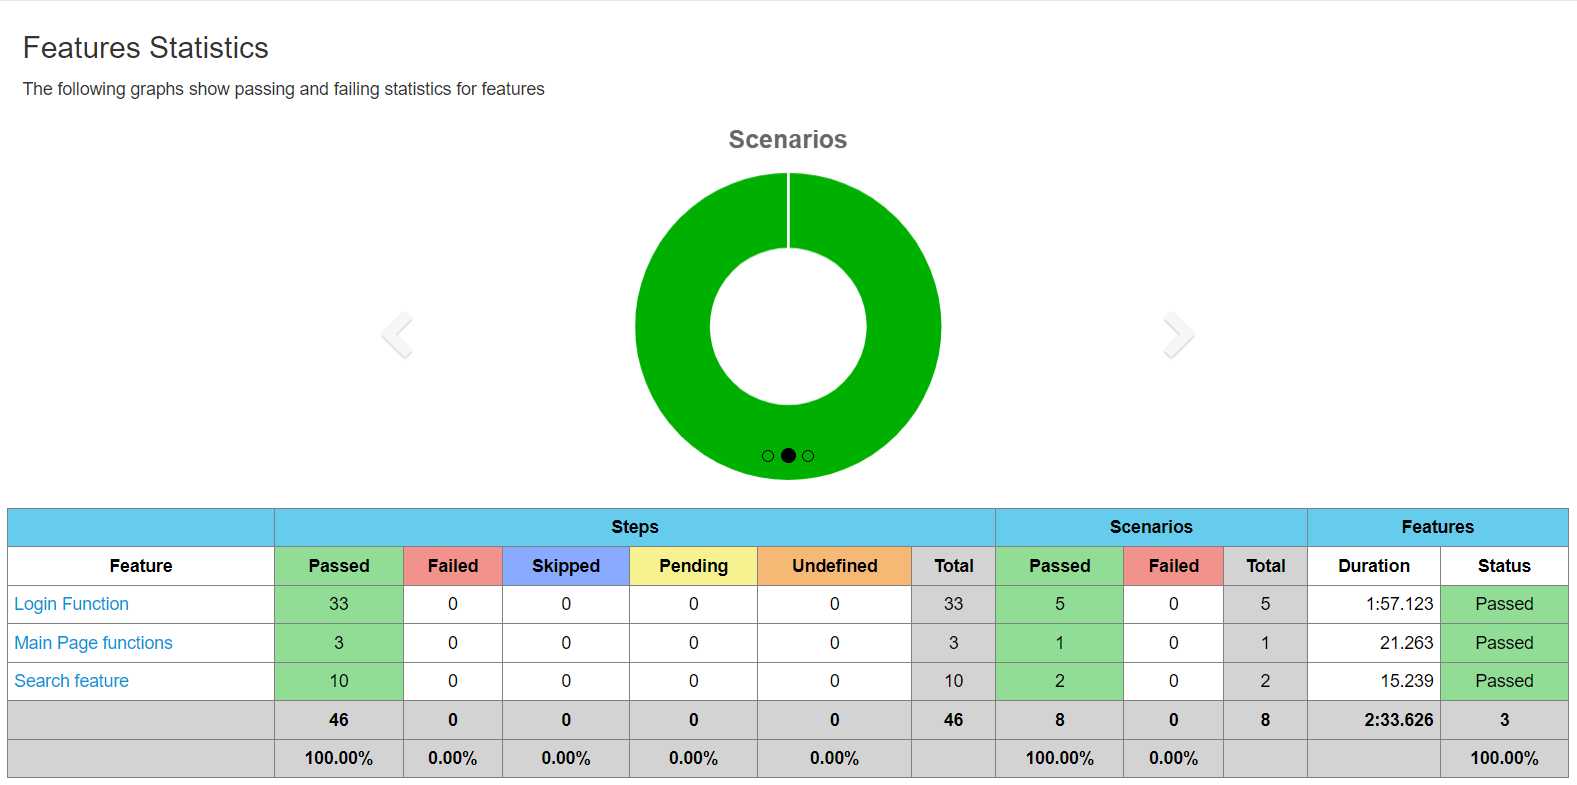 Features Statistics
The following graphs show passing and failing statistics for features
Scenarios
Steps Scenarios Features
Feature Passed Failed Skipped Pending Undefined Total Passed Failed Total Duration Status
Login Function 33 0 0 0 0 33 5 0 5 1:57.123 Passed
Main Page functions 3 0 0 0 0 3 1 0 1 21.263 Passed
Search feature 10 0 0 0 0 10 2 0 2 15.239 Passed
46 0 0 0 0 46 8 0 8 2:33.626 3
100.00% 0.00% 0.00% 0.00% 0.00% 100.00% 0.00% 100.00%